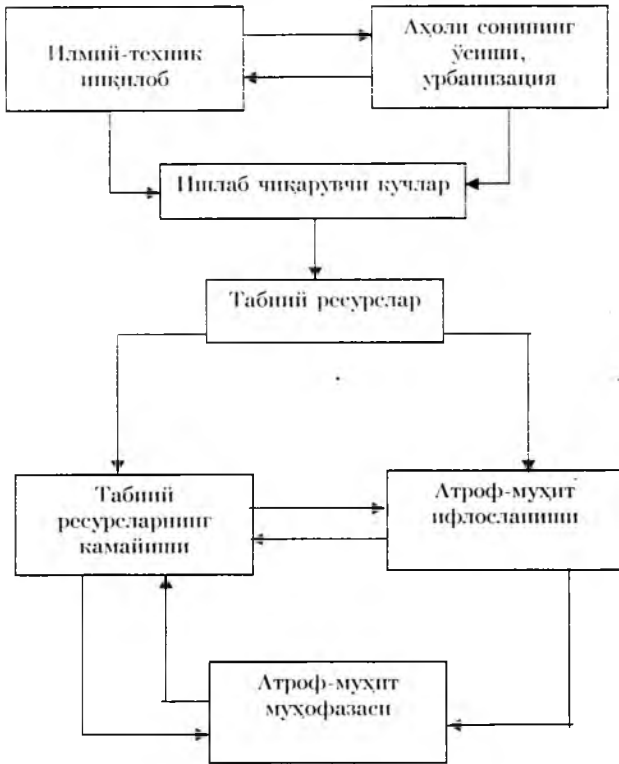 Илмий-техник
инқилоб
Аҳоли сонининг
ўсиши,
урбанизация
Ишлаб чиқарувчи кучлар
Табиий ресурслар
Табиий
ресурсларнинг
камайиши
Атроф-муҳит
ифлосланиши
Атроф-муҳит
муҳофазаси